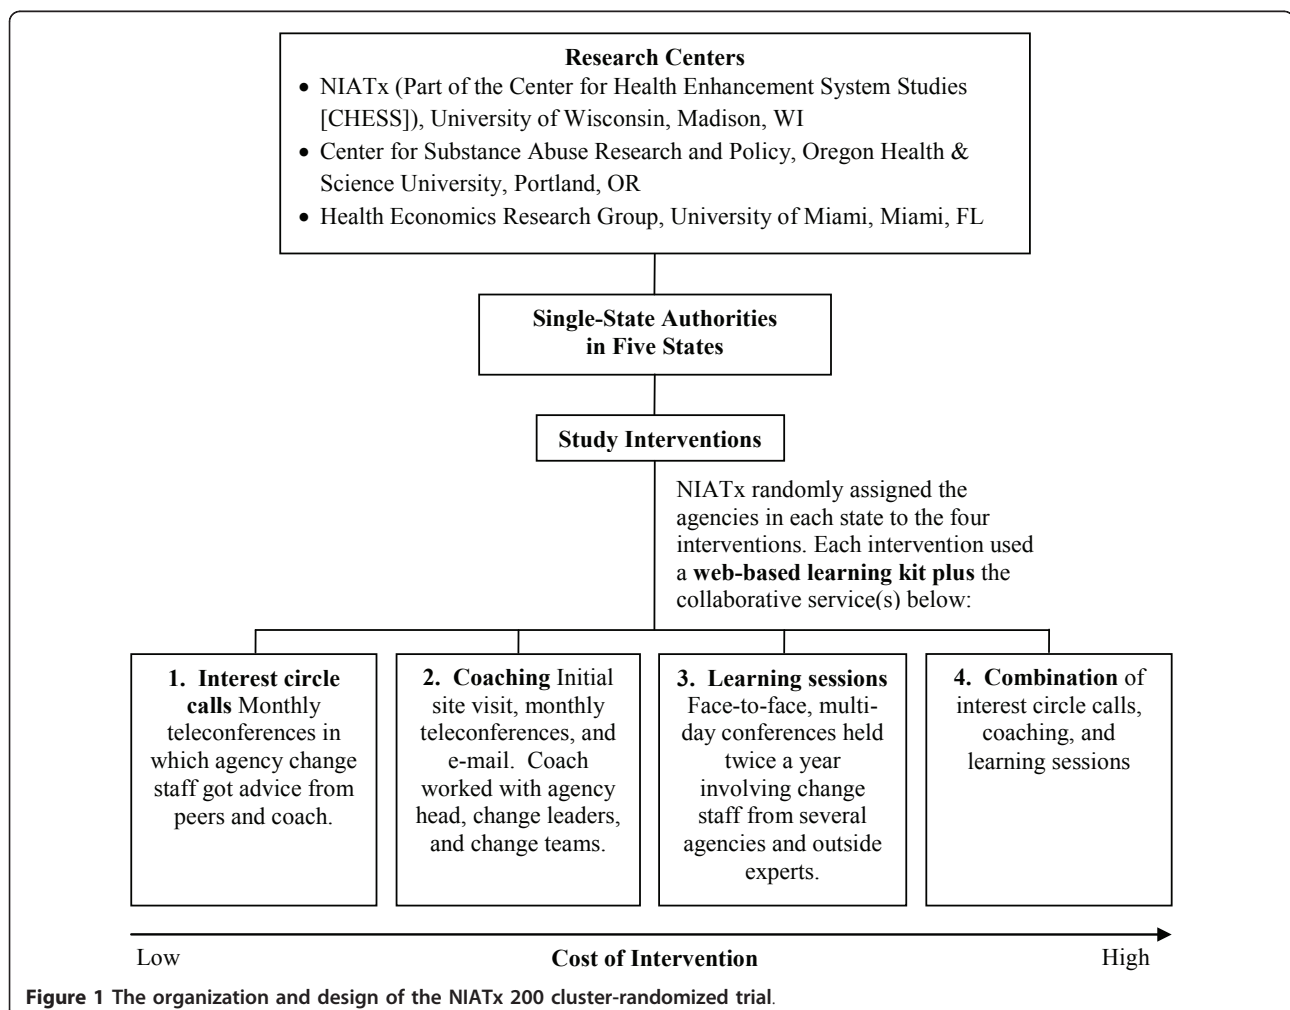 Research Centers
• NIATx (Part of the Center for Health Enhancement System Studies
[CHESS]), University of Wisconsin, Madison, WI
• Center for Substance Abuse Research and Policy, Oregon Health &
Science University, Portland, OR
• Health Economics Research Group, University of Miami, Miami, FL
Single-State Authorities
in Five States
Study Interventions
NIATx randomly assigned the
agencies in each state to the four
interventions. Each intervention used
a web-based learning kit plus the
collaborative service(s) below:
1. Interest circle
calls Monthly
teleconferences in
which agency change
staff got advice from
peers and coach.
2. Coaching Initial
site visit, monthly
teleconferences, and
e-mail. Coach
worked with agency
head, change leaders,
and change teams.
3. Learning sessions
Face-to-face, multi-
day conferences held
twice a year
involving change
staff from several
agencies and outside
experts.
4. Combination of
interest circle calls,
coaching, and
learning sessions
Low
Cost of Intervention
High
Figure 1 The organization and design of the NIATx 200 cluster-randomized trial.